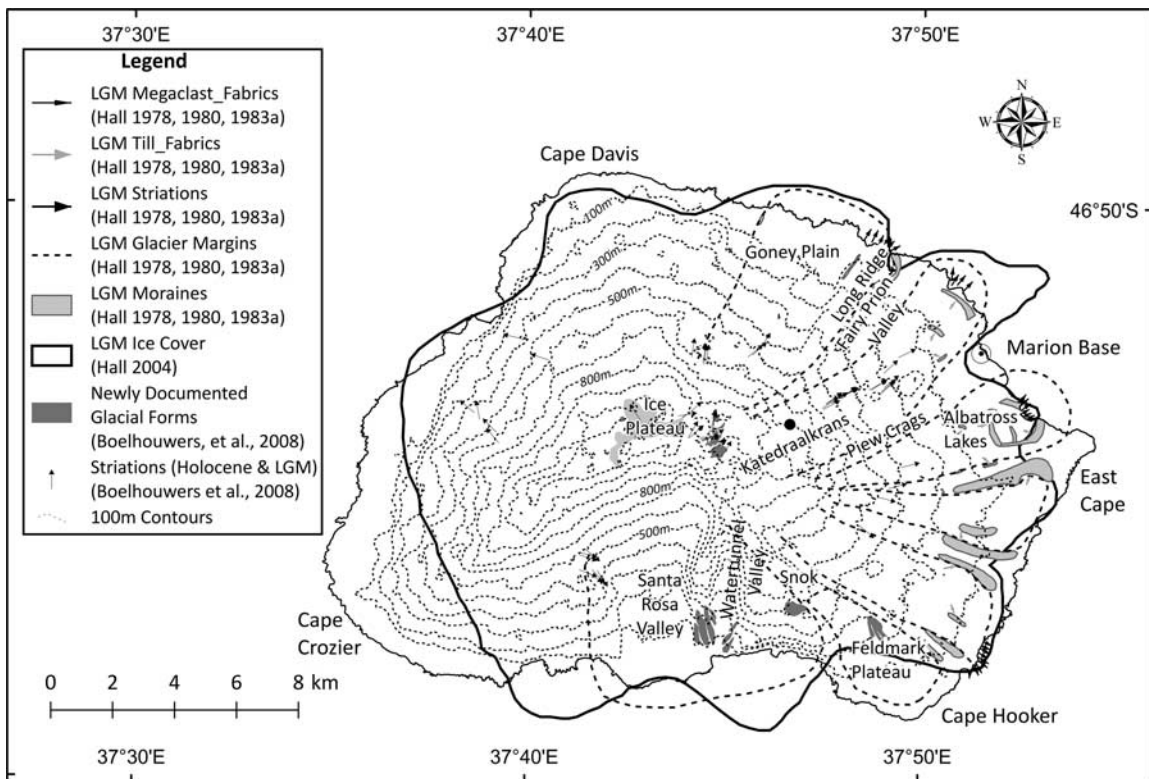 37°30'E
37°40'E
37°50'E
Legend
LGM Megaclast_Fabrics
(Hall 1978, 1980, 1983a)
LGM Till_Fabrics
(Hall 1978, 1980, 1983a)
LGM Striations
(Hall 1978, 1980, 1983a)
LGM Glacier Margins
(Hall 1978, 1980, 1983a)
LGM Moraines
(Hall 1978, 1980, 1983a)
LGM Ice Cover
(Hall 2004)
Newly Documented
Glacial Forms
(Boelhouwers, et al., 2008)
Striations (Holocene & LGM)
(Boelhouwers et al., 2008)
100m Contours
N
W
E
S
Cape Davis
46°50'S
100m
300m
500m
800m
Goney Plain
Long Ridge
Fairy Prion
Valley
Marion Base
Ice
Plateau
Katedraalkrans
Piew Crags
Albatross
Lakes
East
Cape
800m
500m
Watertunnel
Valley
Santa
Rosa
Valley
Snok
Feldmark
Plateau
Cape
Crozier
Cape Hooker
0
2
4
6
8 km
37°30'E
37°40'E
37°50'E